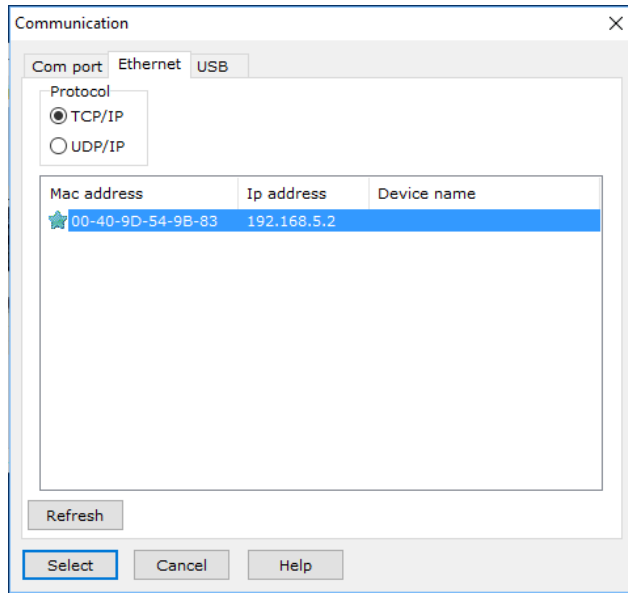 Communication
Com port Ethernet USB
Protocol
TCP/IP
UDP/IP
Mac address Ip address Device name
00-40-9D-54-9B-83 192.168.5.2
Refresh
Select Cancel Help